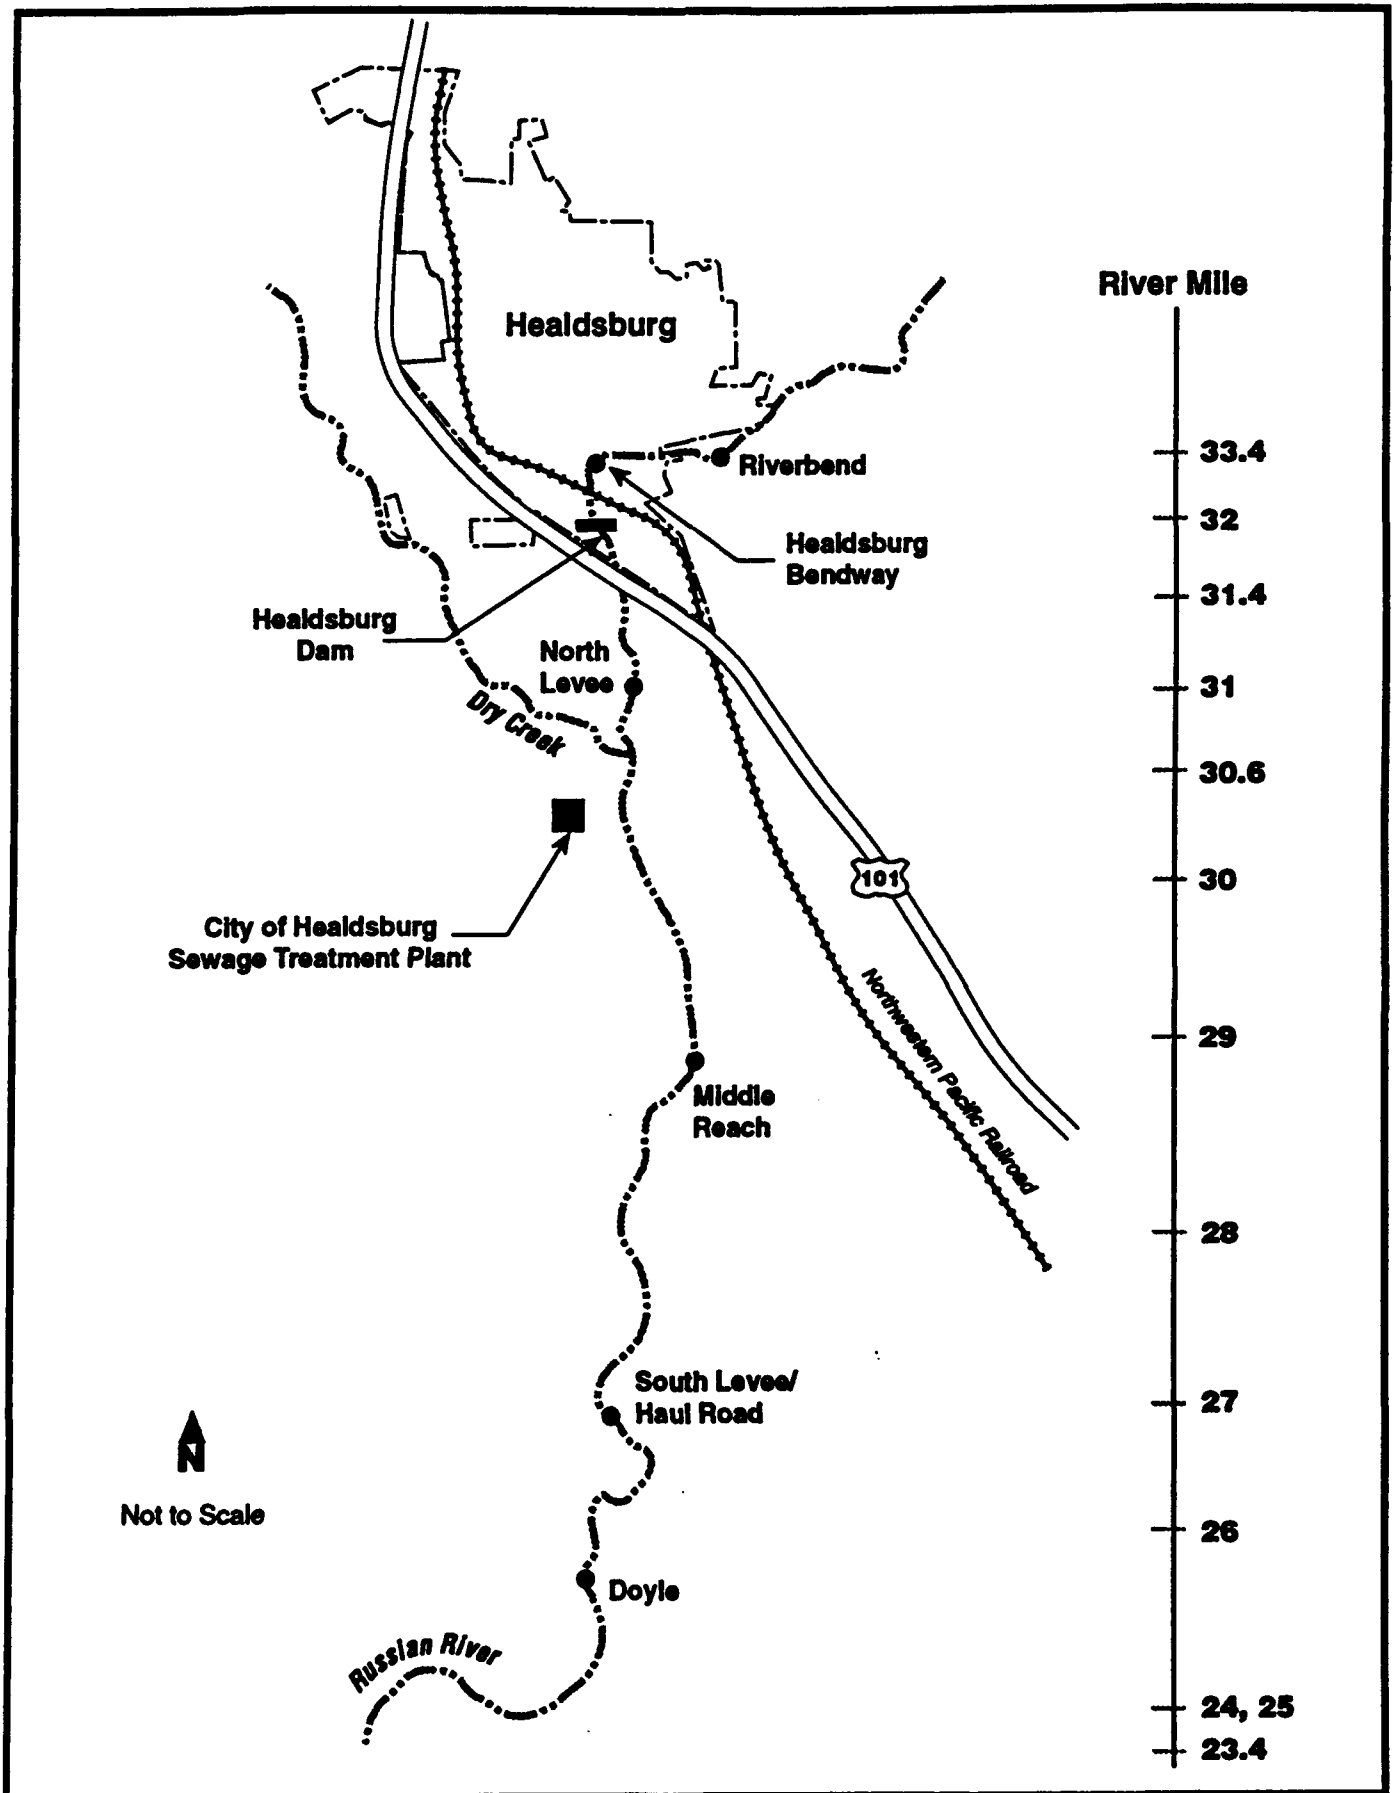 River Mile
Healdsburg
33.4
Riverbend
32
Healdsburg
Bendway
31.4
Healdsburg
Dam
North
Levee
31
Dry Creek
30.6
101
30
City of Healdsburg
Sewage Treatment Plant
Northwestern Pacific Railroad
29
Middle
Reach
28
South Levee/
Haul Road
27
N
Not to Scale
26
Doyle
Russian River
24, 25
23.4